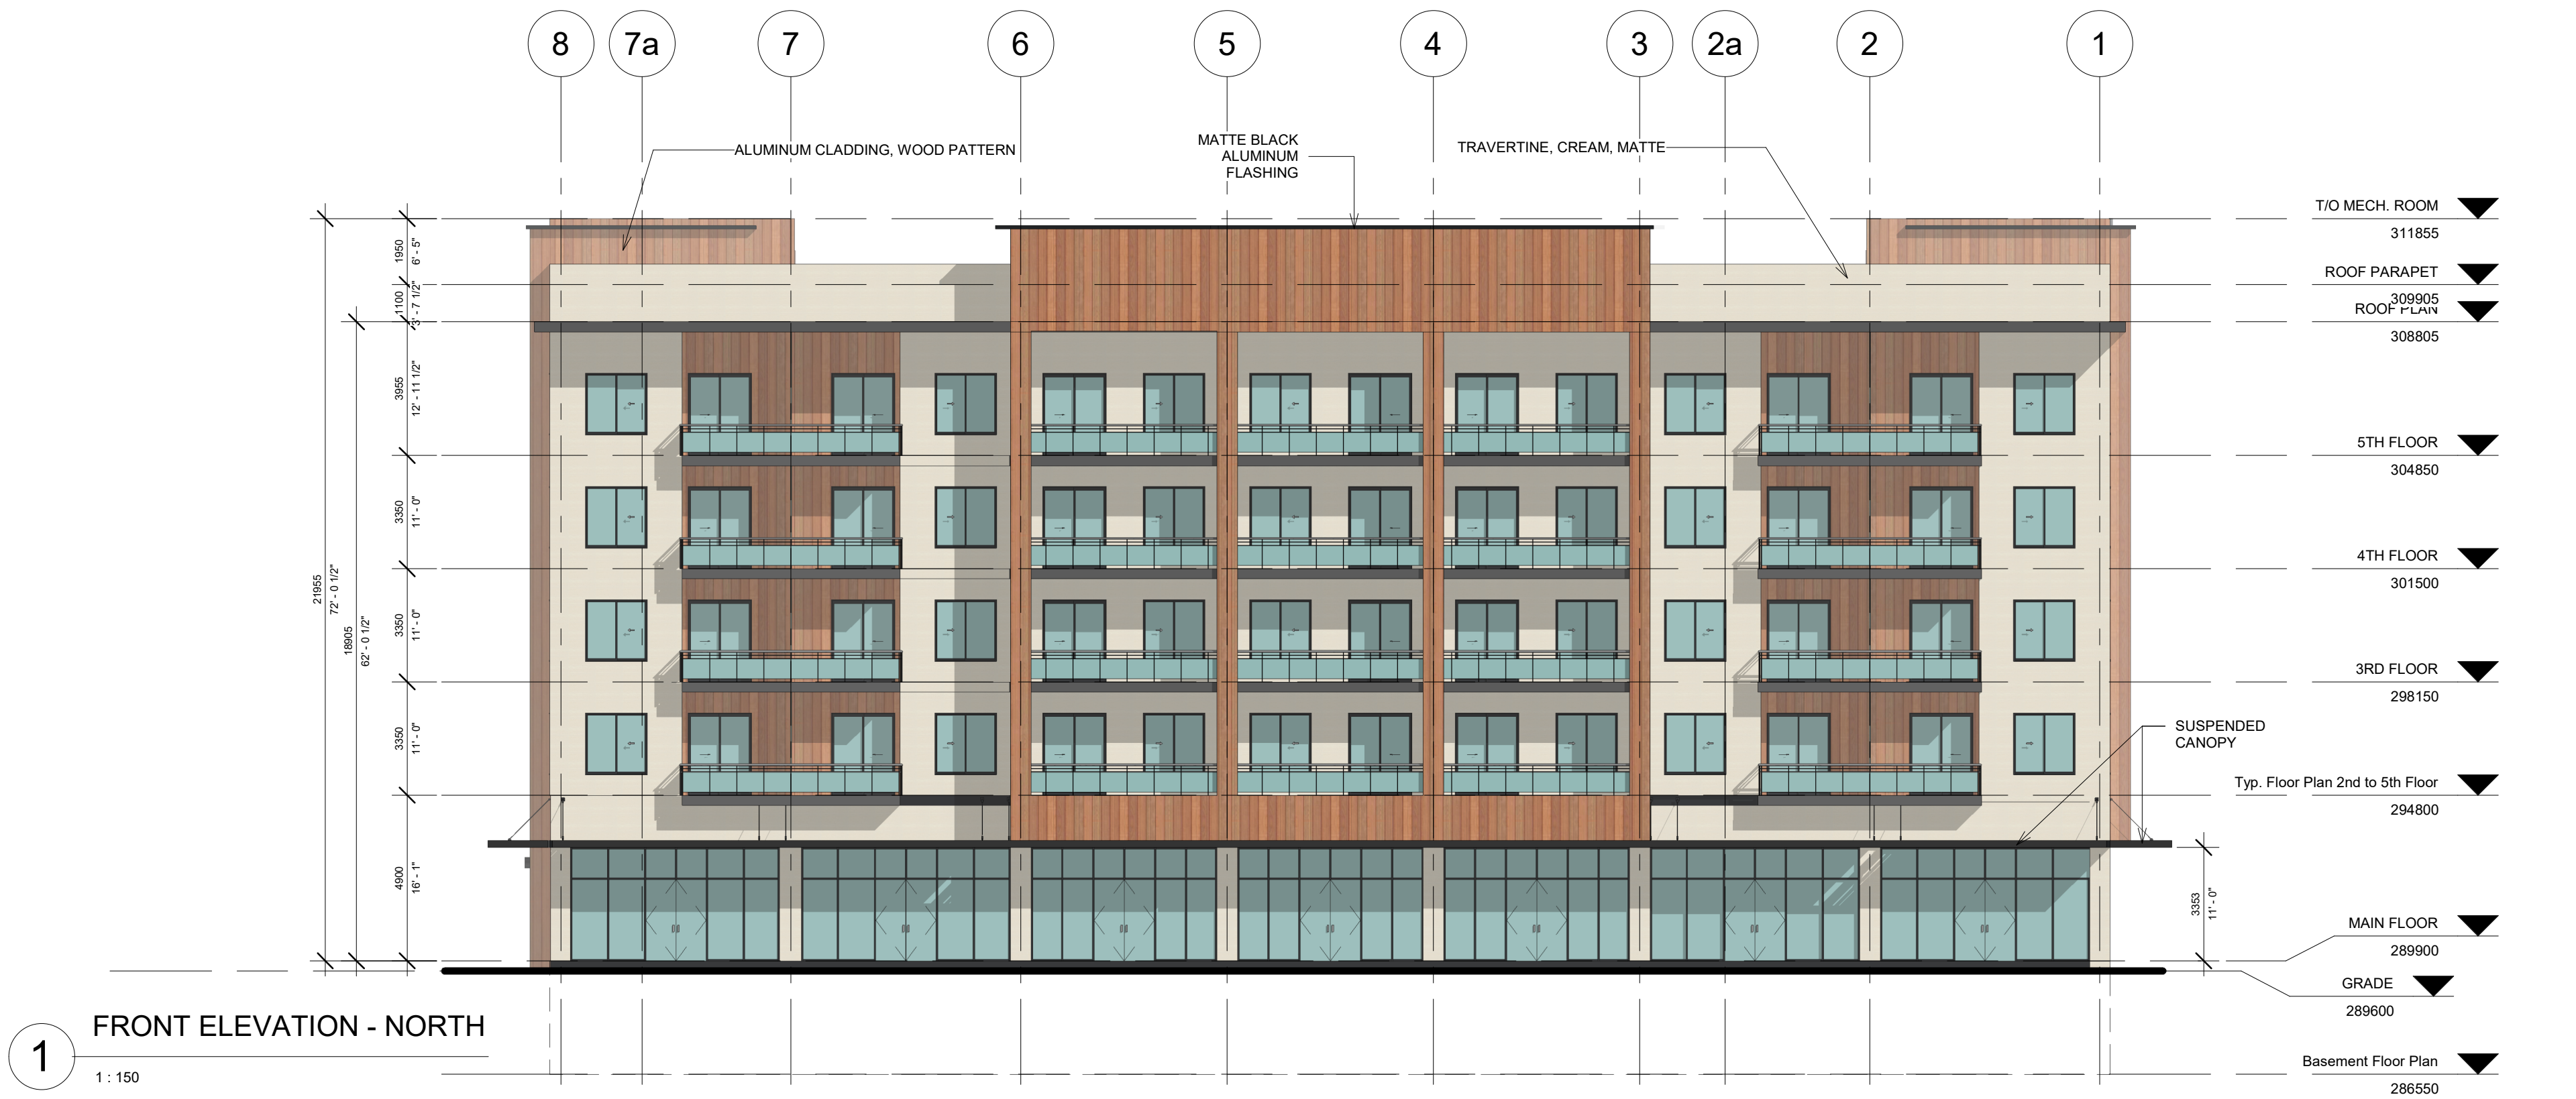 8 7a 7 6 5 4 3 2a 2 1
ALUMINUM CLADDING, WOOD PATTERN
MATTE BLACK
ALUMINUM
FLASHING
TRAVERTINE, CREAM, MATTE
T/O MECH. ROOM
311855
ROOF PARAPET
309905
ROOF PLAN
308805
5TH FLOOR
304850
4TH FLOOR
301500
3RD FLOOR
298150
SUSPENDED
CANOPY
Typ. Floor Plan 2nd to 5th Floor
294800
MAIN FLOOR
289900
GRADE
289600
Basement Floor Plan
286550
21955
72' - 0 1/2"
18905
62' - 0 1/2"
1950
6' - 5"
1100
3' - 7 1/2"
3955
12' - 11 1/2"
3350
11' - 0"
3350
11' - 0"
3350
11' - 0"
4900
16' - 1"
3353
11' - 0"
1
FRONT ELEVATION - NORTH
1 : 150